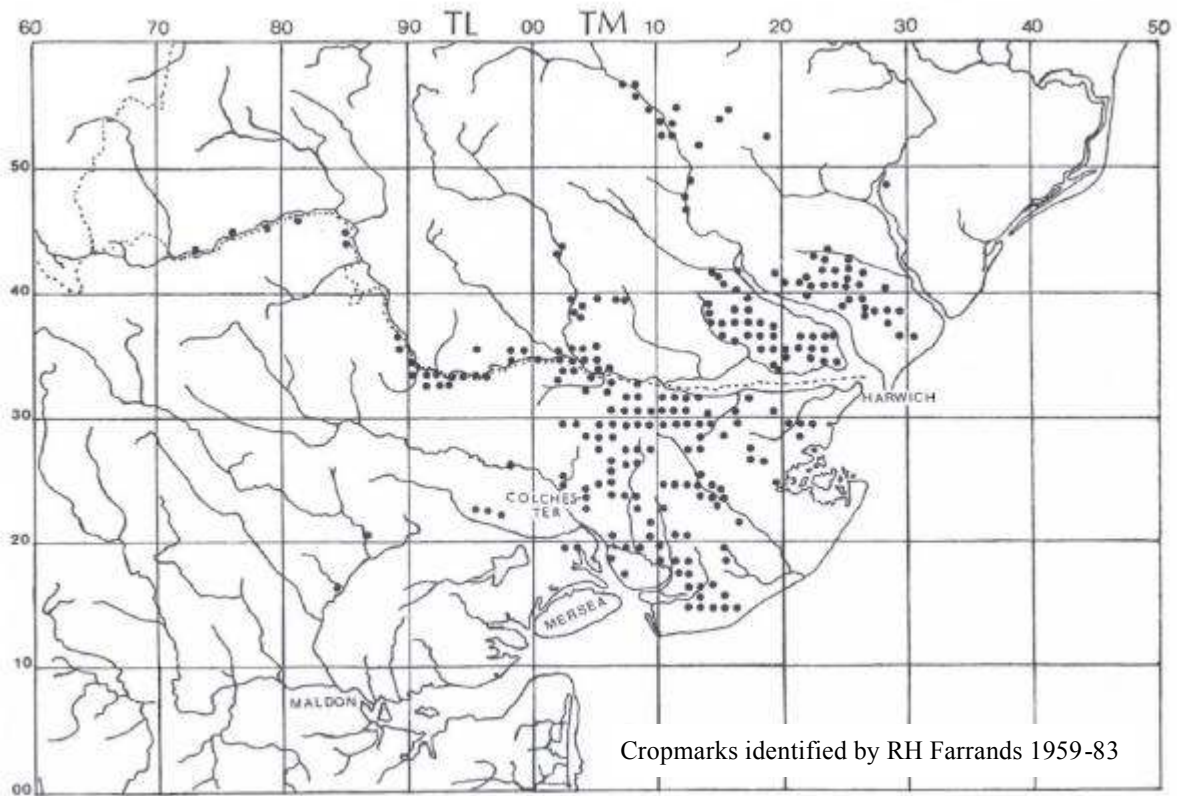 60 70 80 90 TL 00 TM 10 20 30 40 50
50
40
HARWICH
30
COLCHES
TER
20
MERSEA
10
MALDON
Cropmarks identified by RH Farrands 1959-83
00